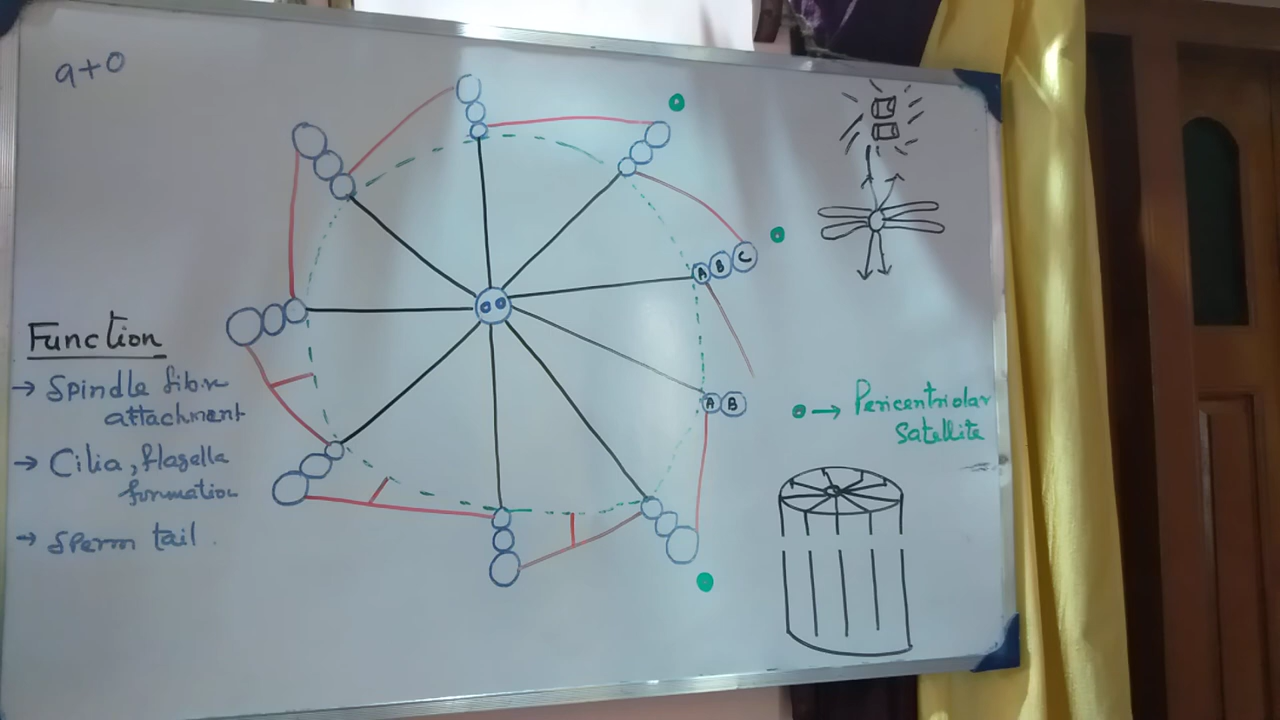 9+0
A B C
A B
Function
→ Spindle fibre
attachment
→ Cilia, flagella
formation
→ Sperm tail.
→ Pericentriolar
Satellite